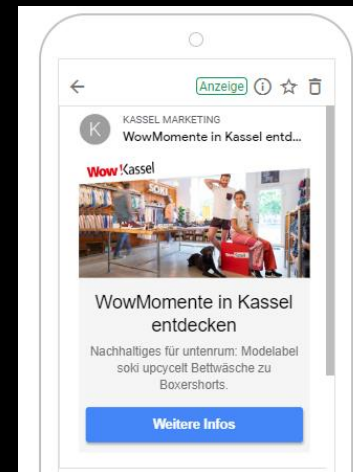 Anzeige
K
KASSEL MARKETING
WowMomente in Kassel entd...
Wow!Kassel
WowMomente in Kassel
entdecken
Nachhaltiges für untenrum: Modelabel
soki upcycelt Bettwäsche zu
Boxershorts.
Weitere Infos